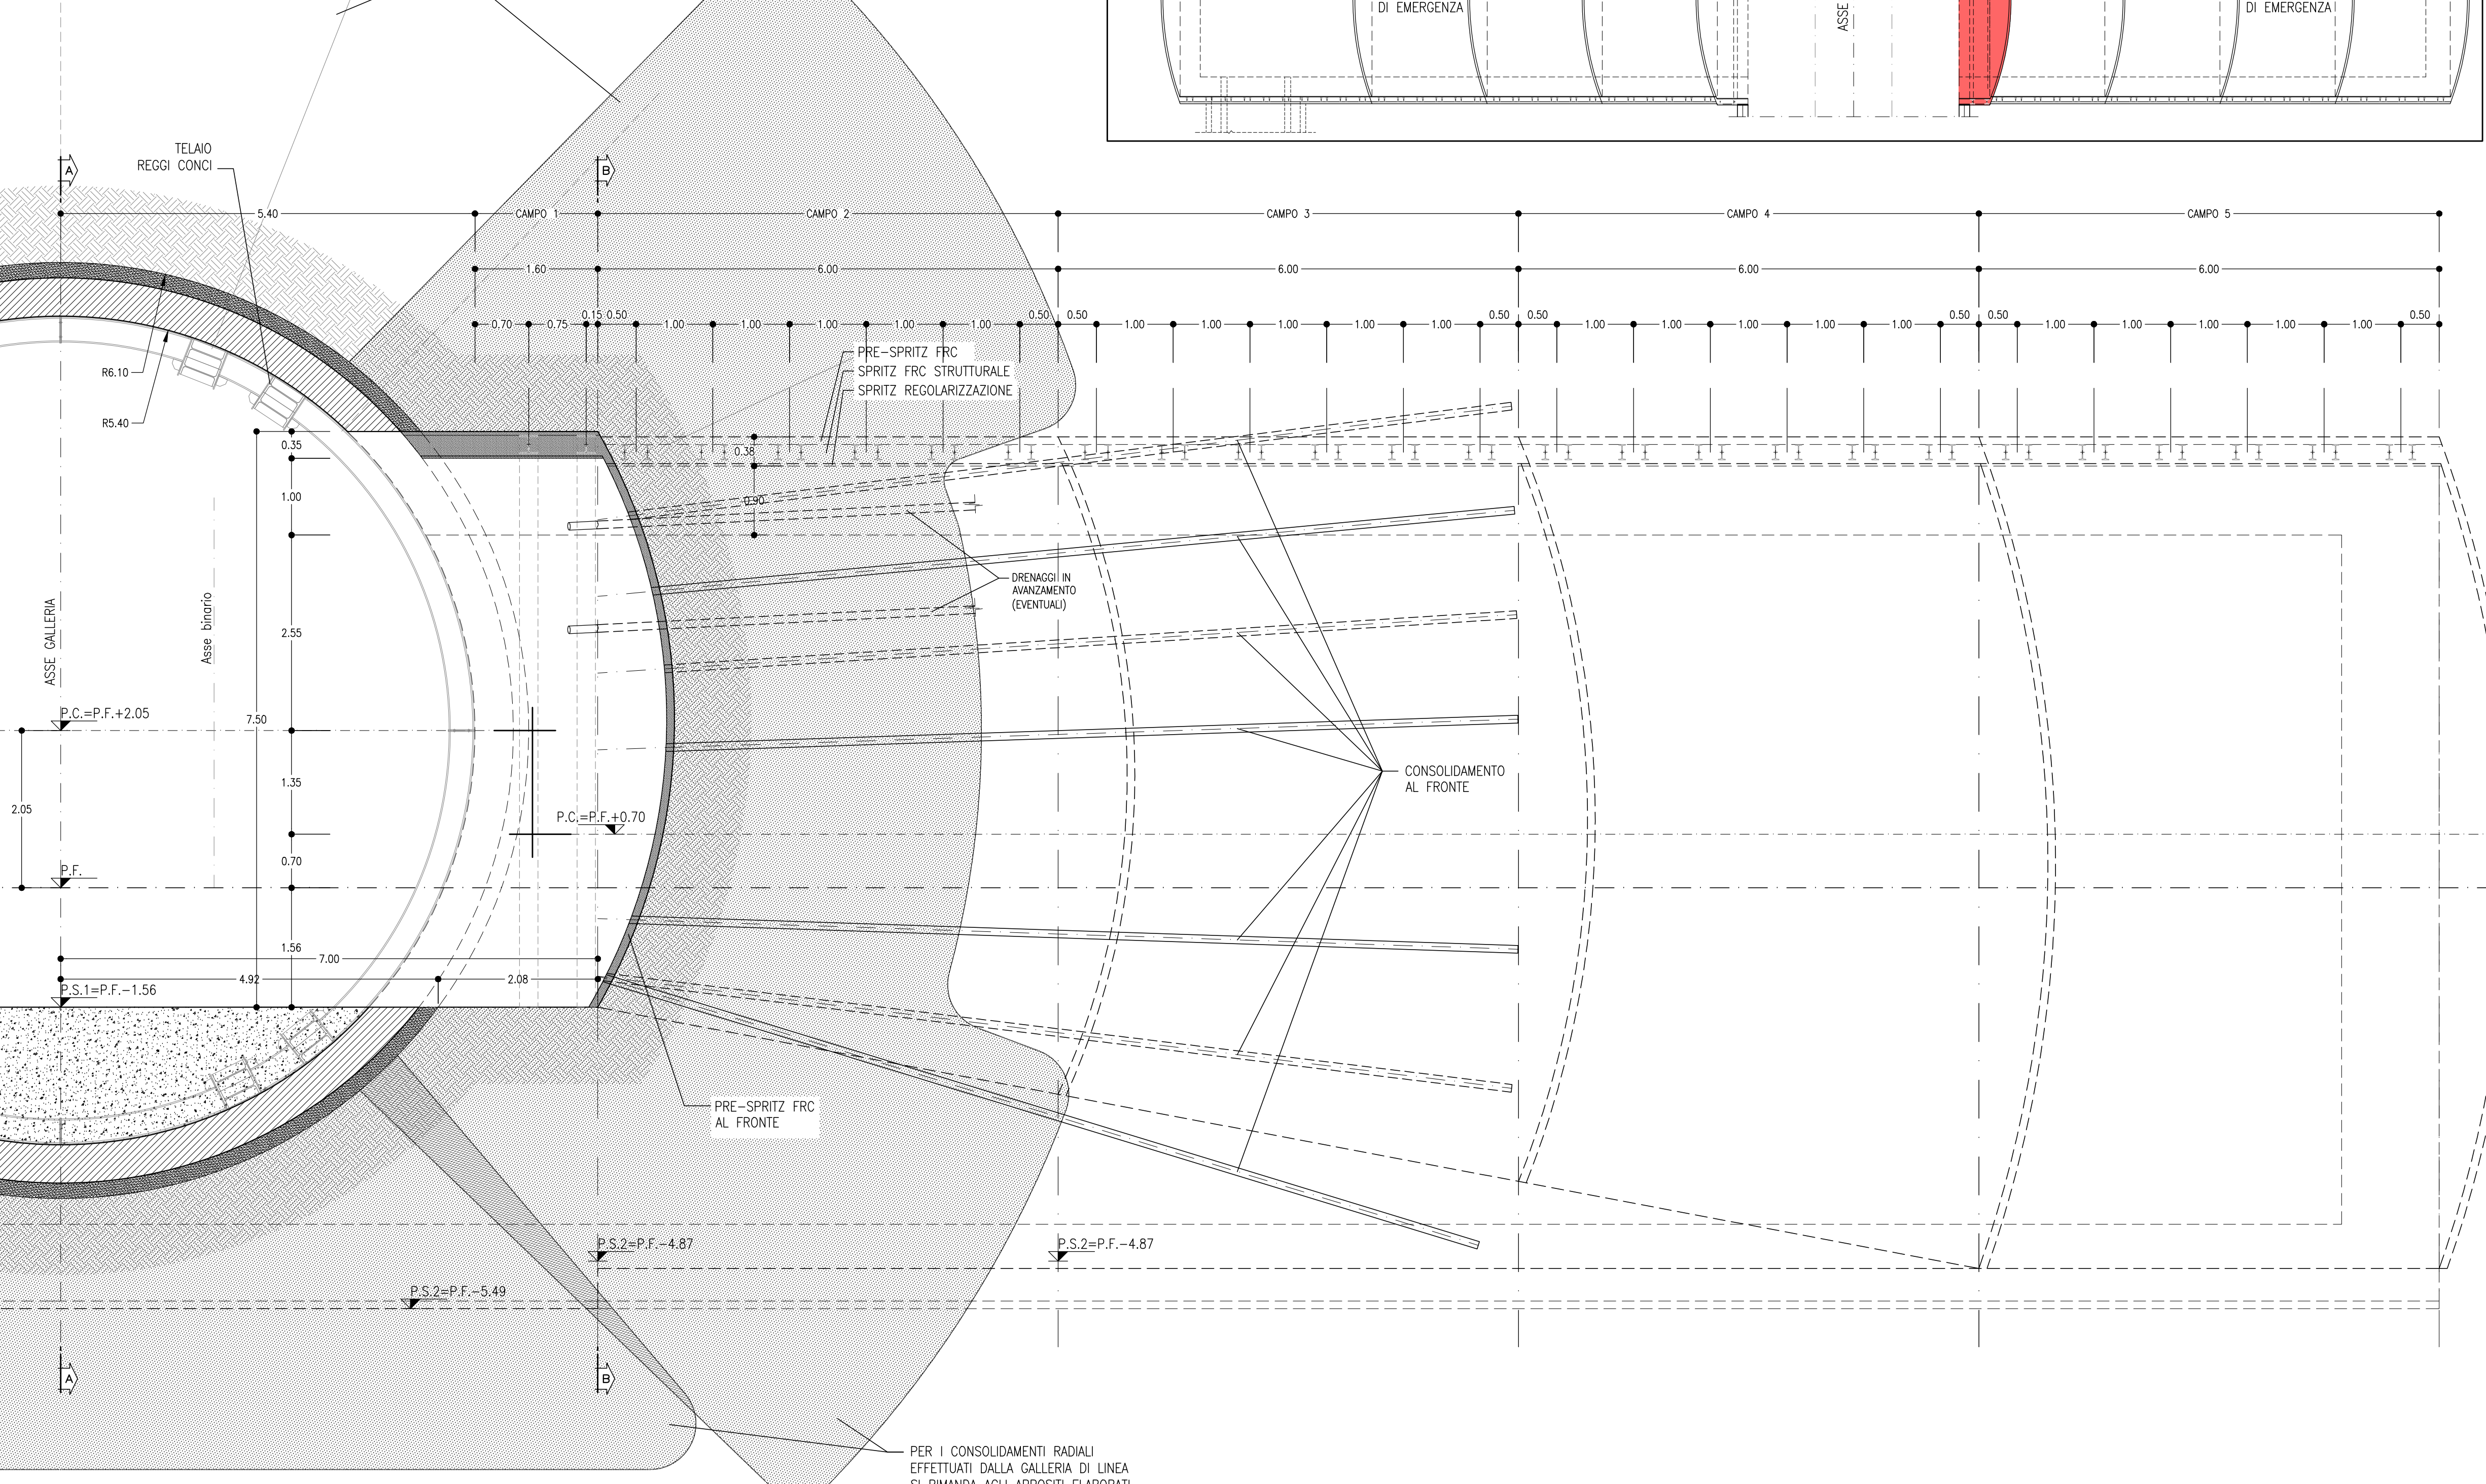 DI EMERGENZA
ASSE
DI EMERGENZA
TELAIO
REGGI CONCI
A
B
5.40
CAMPO 1
CAMPO 2
CAMPO 3
CAMPO 4
CAMPO 5
1.60
6.00
6.00
6.00
6.00
0.70
0.75
0.15
0.50
1.00
1.00
1.00
1.00
1.00
0.50
0.50
1.00
1.00
1.00
1.00
1.00
0.50
0.50
1.00
1.00
1.00
1.00
1.00
0.50
0.50
1.00
1.00
1.00
1.00
1.00
0.50
PRE-SPRITZ FRC
SPRITZ FRC STRUTTURALE
SPRITZ REGOLARIZZAZIONE
R6.10
R5.40
0.35
0.38
1.00
0.90
DRENAGGI IN
AVANZAMENTO
(EVENTUALI)
ASSE GALLERIA
Asse binario
2.55
P.C.=P.F.+2.05
7.50
CONSOLIDAMENTO
AL FRONTE
1.35
2.05
P.C.=P.F.+0.70
0.70
P.F.
1.56
7.00
4.92
2.08
P.S.1=P.F.-1.56
PRE-SPRITZ FRC
AL FRONTE
P.S.2=P.F.-4.87
P.S.2=P.F.-4.87
P.S.2=P.F.-5.49
A
B
PER I CONSOLIDAMENTI RADIALI
EFFETTUATI DALLA GALLERIA DI LINEA
SI RIMANDA AGLI APPOSITI ELABORATI